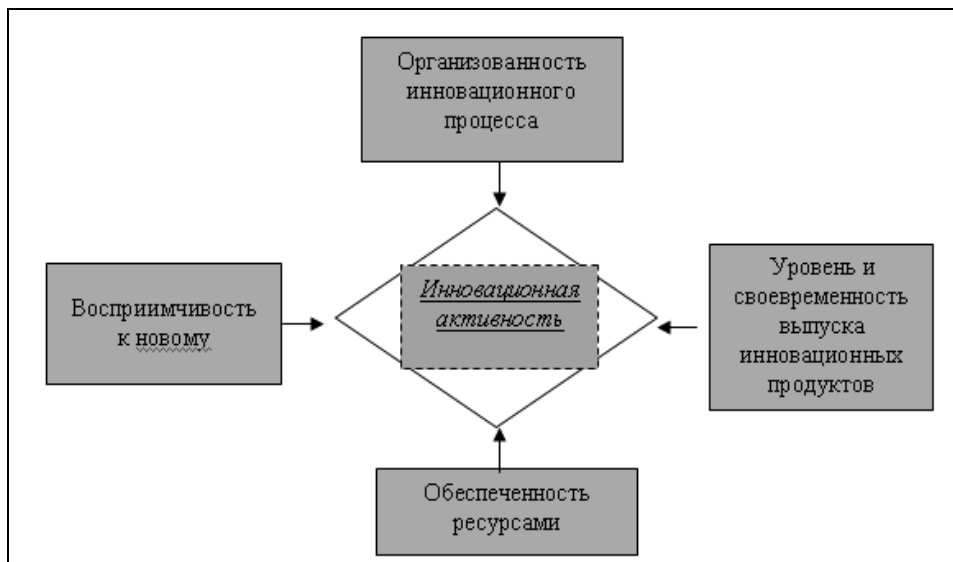 Организованность
инновационного
процесса
Восприимчивость
к новому
Инновационная
активность
Уровень и
своевременность
выпуска
инновационных
продуктов
Обеспеченность
ресурсами